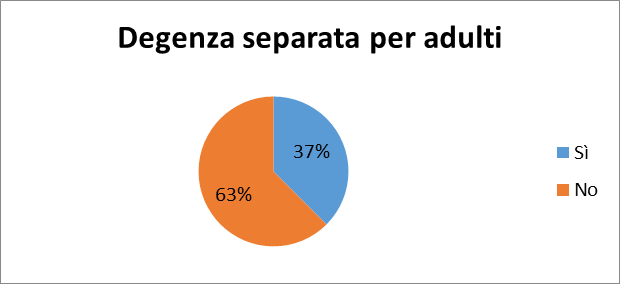 Degenza separata per adulti
37%
63%
Sì
No